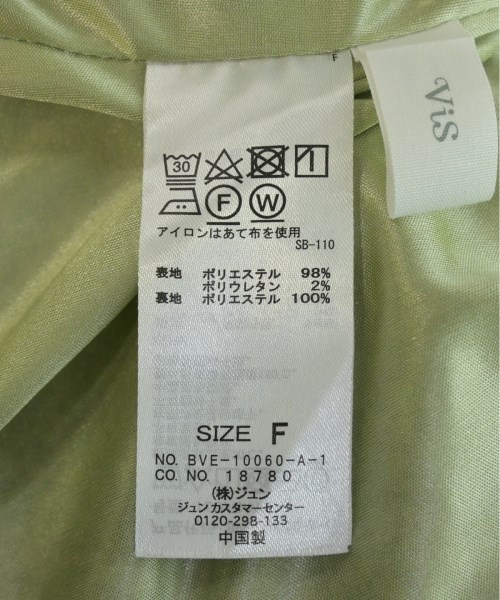 ViS
F
30
F W
アイロンはあて布を使用
SB-110
表地 ポリエステル 98%
ポリウレタン 2%
裏地 ポリエステル 100%
SIZE F
NO. BVE-10060-A-1
CO. NO. 18780
(株)ジュン
ジュンカスタマーセンター
0120-298-133
中国製